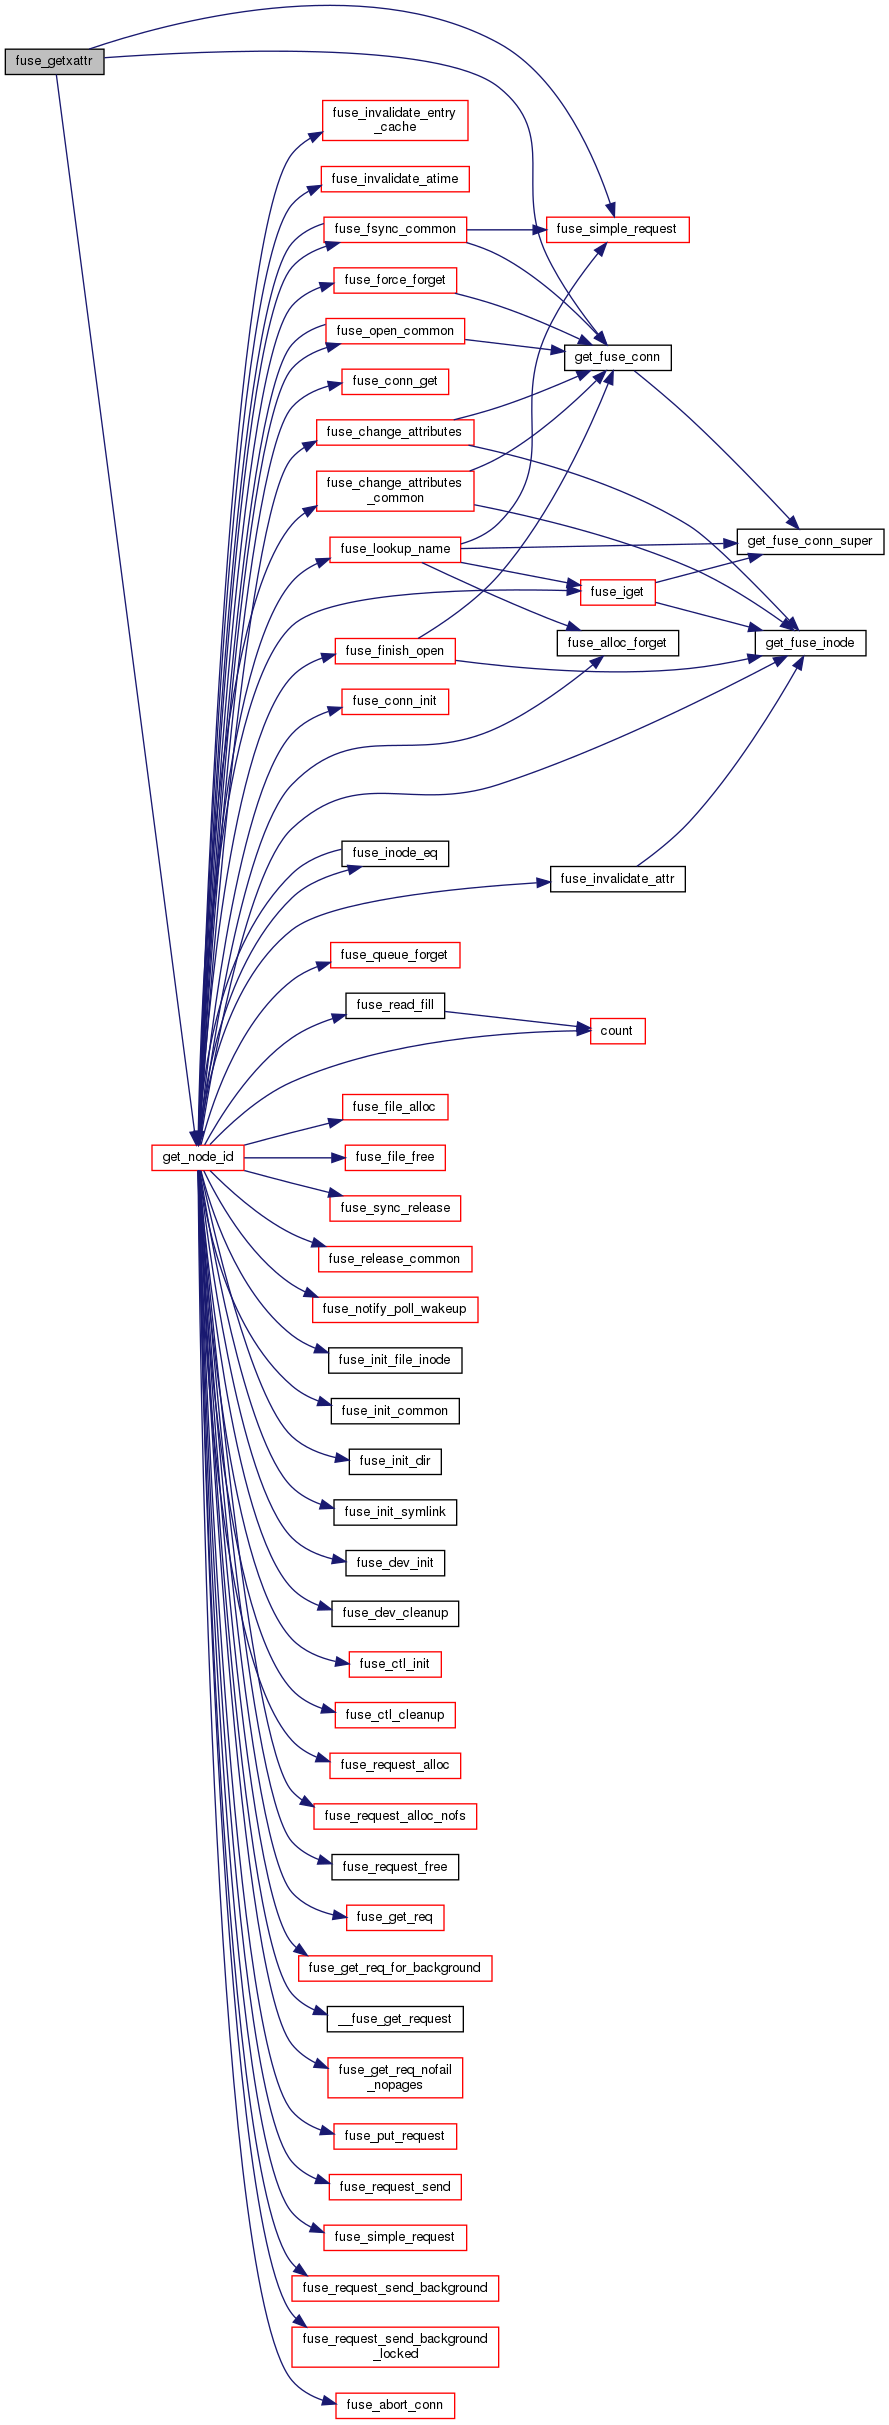 fuse_getxattr
fuse_invalidate_entry
_cache
fuse_invalidate_atime
fuse_fsync_common
fuse_simple_request
fuse_force_forget
fuse_open_common
get_fuse_conn
fuse_conn_get
fuse_change_attributes
fuse_change_attributes
_common
fuse_lookup_name
get_fuse_conn_super
fuse_iget
fuse_finish_open
fuse_alloc_forget
get_fuse_inode
fuse_conn_init
fuse_inode_eq
fuse_invalidate_attr
fuse_queue_forget
fuse_read_fill
count
fuse_file_alloc
get_node_id
fuse_file_free
fuse_sync_release
fuse_release_common
fuse_notify_poll_wakeup
fuse_init_file_inode
fuse_init_common
fuse_init_dir
fuse_init_symlink
fuse_dev_init
fuse_dev_cleanup
fuse_ctl_init
fuse_ctl_cleanup
fuse_request_alloc
fuse_request_alloc_nofs
fuse_request_free
fuse_get_req
fuse_get_req_for_background
__fuse_get_request
fuse_get_req_nofail
_nopages
fuse_put_request
fuse_request_send
fuse_simple_request
fuse_request_send_background
fuse_request_send_background
_locked
fuse_abort_conn